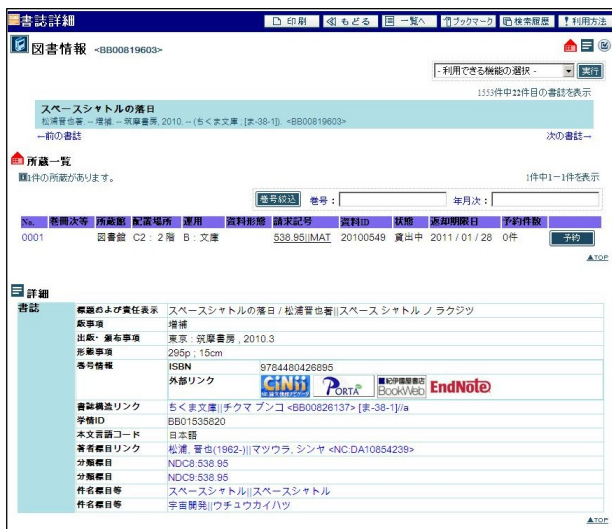 書誌詳細 印刷 もどる 一覧へ ブックマーク 検索履歴 利用方法
図書情報 <BB00819603>
- 利用できる機能の選択 - 実行
1553件中22件目の書誌を表示
スペースシャトルの落日
松浦晋也著. -- 増補. -- 筑摩書房, 2010. -- (ちくま文庫 ; [ま-38-1]). <BB00819603>
←前の書誌 次の書誌→
所蔵一覧
1件の所蔵があります。 1件中1-1件を表示
巻号絞込 巻号: 年月次:
No. 巻冊次等 所蔵館 配置場所 運用 資料形態 請求記号 資料ID 状態 返却期限日 予約件数
0001 図書館 C2:2階 B:文庫 538.95||MAT 20100549 貸出中 2011/01/28 0件 予約
▲TOP
詳細
書誌 標題および責任表示 スペースシャトルの落日 / 松浦晋也著||スペース シャトル ノ ラクジツ
版事項 増補
出版・頒布事項 東京 : 筑摩書房 , 2010.3
形態事項 295p ; 15cm
番号情報 ISBN 9784480426895
外部リンク CiNii PORTA 紀伊國屋書店 BookWeb EndNote
書誌構造リンク ちくま文庫||チクマ ブンコ <BB00826137> [ま-38-1]//a
学情ID BB01535820
本文言語コード 日本語
著者標目リンク 松浦, 晋也(1962-)||マツウラ, シンヤ <NC:DA10854239>
分類標目 NDC8:538.95
分類標目 NDC9:538.95
件名標目等 スペースシャトル||スペースシャトル
件名標目等 宇宙開発||ウチュウカイハツ
▲TOP